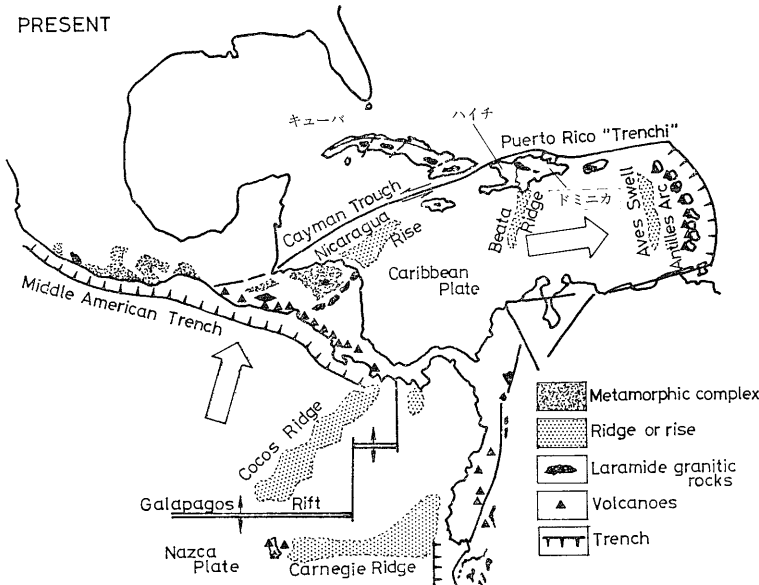 PRESENT
キューバ
ハイチ
Puerto Rico "Trenchi"
ドミニカ
Cayman Trough
Nicaragua
Rise
Beata
Ridge
Aves Swell
Antilles Arc
Caribbean
Plate
Middle American Trench
Cocos Ridge
Galapagos Rift
Nazca
Plate
Carnegie Ridge
Metamorphic complex
Ridge or rise
Laramide granitic
rocks
Volcanoes
Trench